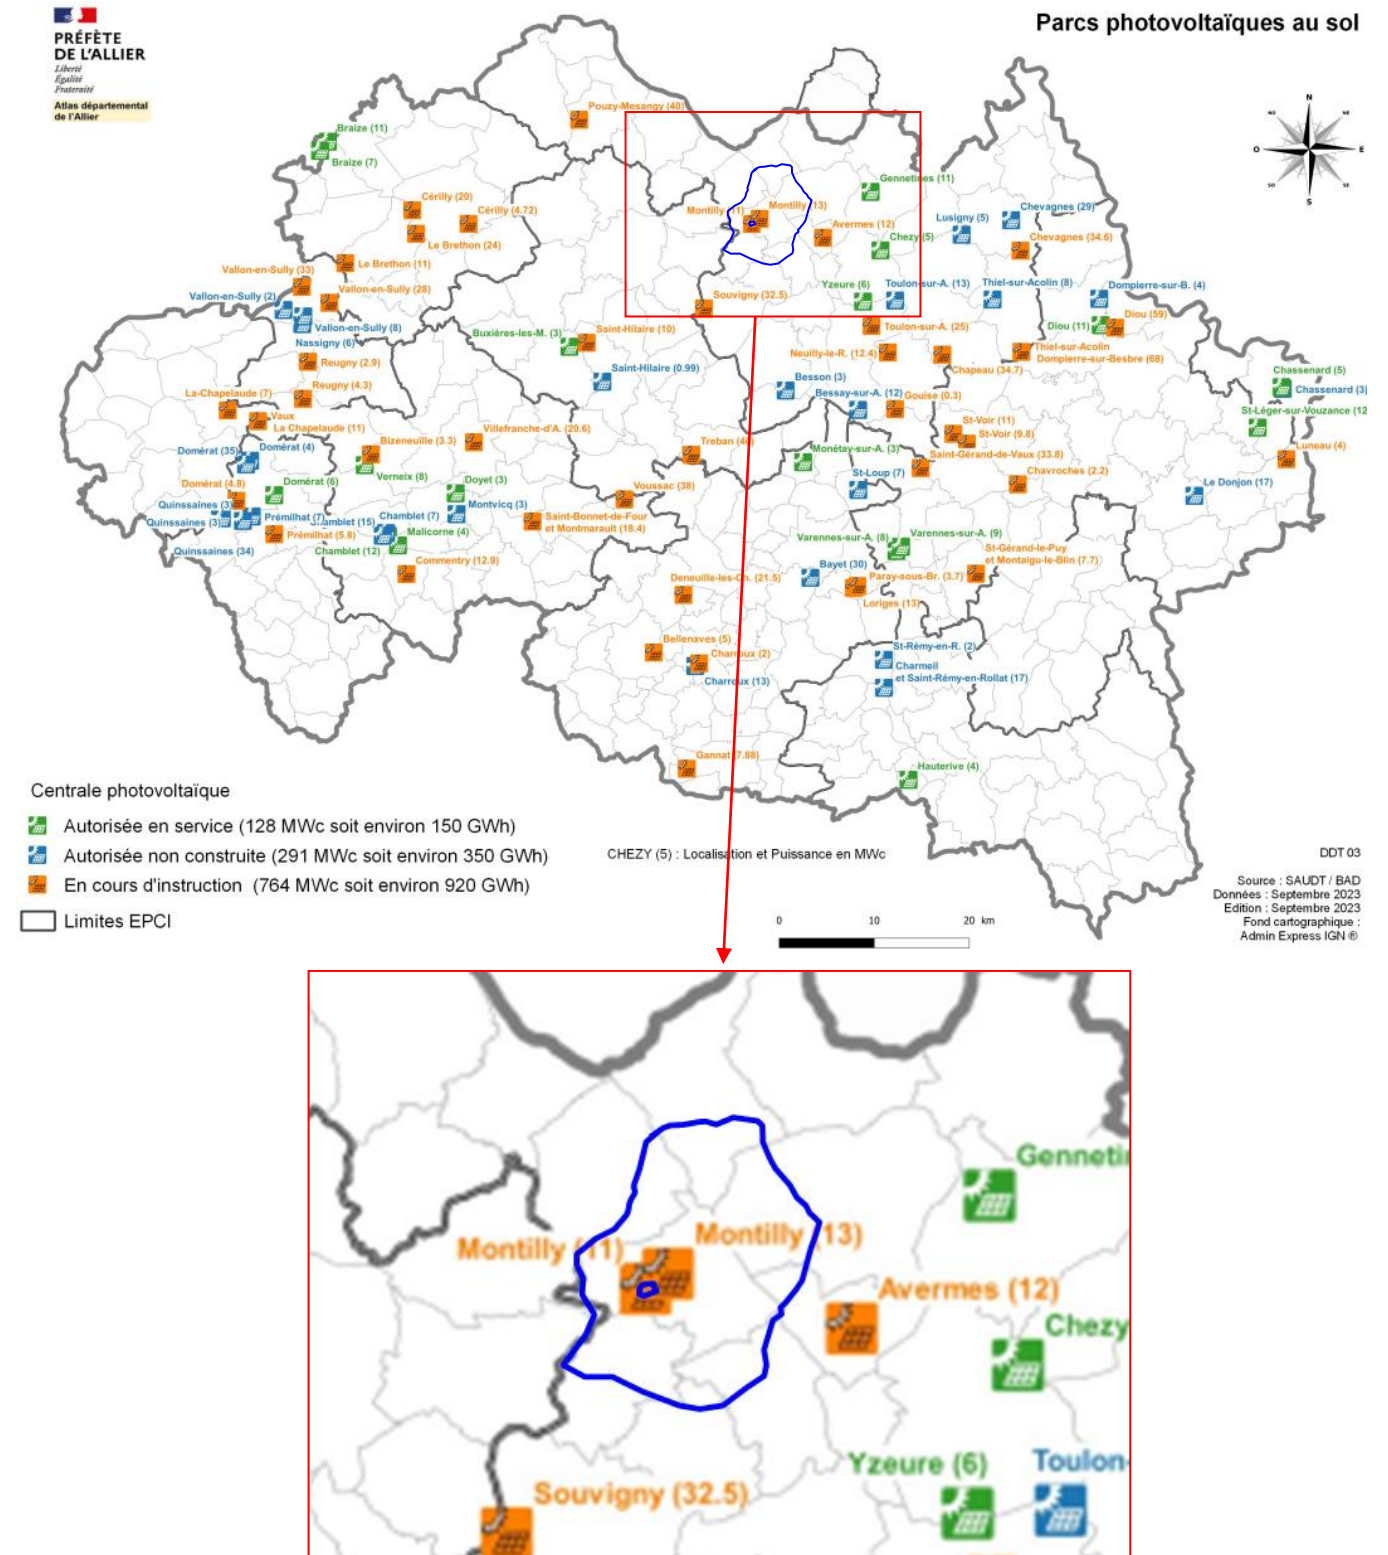 Parcs photovoltaïques au sol
PRÉFÈTE
DE L'ALLIER
Liberté
Égalité
Fraternité
Atlas départemental
de l'Allier
N
NO
NE
O
E
SO
SE
S
Pouzy-Mesangy (40)
Braize (11)
Braize (7)
Cérilly (20)
Cérilly (4.72)
Le Brethon (24)
Le Brethon (11)
Montilly (11)
Montilly (13)
Gennetines (11)
Avermes (12)
Chezy (5)
Lusigny (5)
Chevagnes (29)
Chevagnes (34.6)
Vallon-en-Sully (33)
Vallon-en-Sully (28)
Vallon-en-Sully (2)
Vallon-en-Sully (8)
Nassigny (6)
Souvigny (32.5)
Yzeure (6)
Toulon-sur-A. (13)
Thiel-sur-Acolin (8)
Dompierre-sur-B. (4)
Diou (59)
Diou (11)
Toulon-sur-A. (25)
Buxières-les-M. (3)
Saint-Hilaire (10)
Saint-Hilaire (0.99)
Neuilly-le-R. (12.4)
Thiel-sur-Acolin
Dompierre-sur-Besbre (68)
Chapeau (34.7)
Reugny (2.9)
Reugny (4.3)
La-Chapelaude (7)
Vaux
La Chapelaude (11)
Besson (3)
Bessay-sur-A. (12)
Gouise (0.3)
Chassenard (5)
Chassenard (3)
St-Léger-sur-Vouzance (12
Luneau (4)
St-Voir (11)
St-Voir (9.8)
Saint-Gérand-de-Vaux (33.8)
Chavroches (2.2)
Le Donjon (17)
Domérat (35)
Domérat (4)
Domérat (4.8)
Domérat (6)
Bizeneuille (3.3)
Verneix (8)
Villefranche-d'A. (29.6)
Treban (40)
Monétay-sur-A. (3)
St-Loup (7)
Doyet (3)
Montvicq (3)
Voussac (38)
Saint-Bonnet-de-Four
et Montmarault (18.4)
Quinssaines (3)
Quinssaines (3)
Quinssaines (34)
Prémilhat (7)
Prémilhat (5.8)
Chamblet (15)
Chamblet (7)
Chamblet (12)
Malicorne (4)
Commentry (12.9)
Varennes-sur-A. (8)
Varennes-sur-A. (9)
St-Gérand-le-Puy
et Montaigu-le-Blin (7.7)
Bayet (30)
Paray-sous-Br. (3.7)
Loriges (13)
Deneuille-les-Ch. (21.5)
Bellenaves (5)
Charroux (2)
Charroux (13)
St-Rémy-en-R. (2)
Charmeil
et Saint-Rémy-en-Rollat (17)
Gannat (7.88)
Hauterive (4)
Centrale photovoltaïque
Autorisée en service (128 MWc soit environ 150 GWh)
Autorisée non construite (291 MWc soit environ 350 GWh)
En cours d'instruction (764 MWc soit environ 920 GWh)
Limites EPCI
CHEZY (5) : Localisation et Puissance en MWc
0 10 20 km
DDT 03
Source : SAUDT / BAD
Données : Septembre 2023
Edition : Septembre 2023
Fond cartographique :
Admin Express IGN ®
Gennetin
Montilly (11)
Montilly (13)
Avermes (12)
Chezy
Yzeure (6)
Toulon-
Souvigny (32.5)